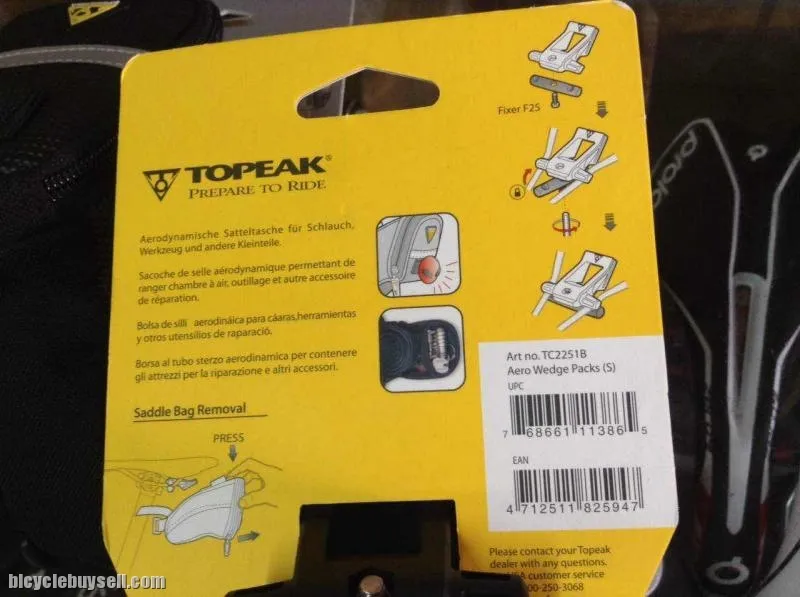 TOPEAK®
PREPARE TO RIDE
Aerodynamische Satteltasche für Schlauch,
Werkzeug und andere Kleinteile.
Sacoche de selle aérodynamique permettant de
ranger chambre à air, outillage et autre accessoire
de réparation.
Bolsa de silli aerodináica para cáaras,herramientas
y otros utensilios de raparació.
Borsa al tubo sterzo aerodinamica per contenere
gli attrezzi per la riparazione e altri accessori.
Saddle Bag Removal
PRESS
Fixer F25
Art no. TC2251B
Aero Wedge Packs (S)
UPC
7 68661 11386 5
EAN
4 712511 825947
Please contact your Topeak
dealer with any questions.
USA customer service
00-250-3068
prolo
bicyclebuysell.com